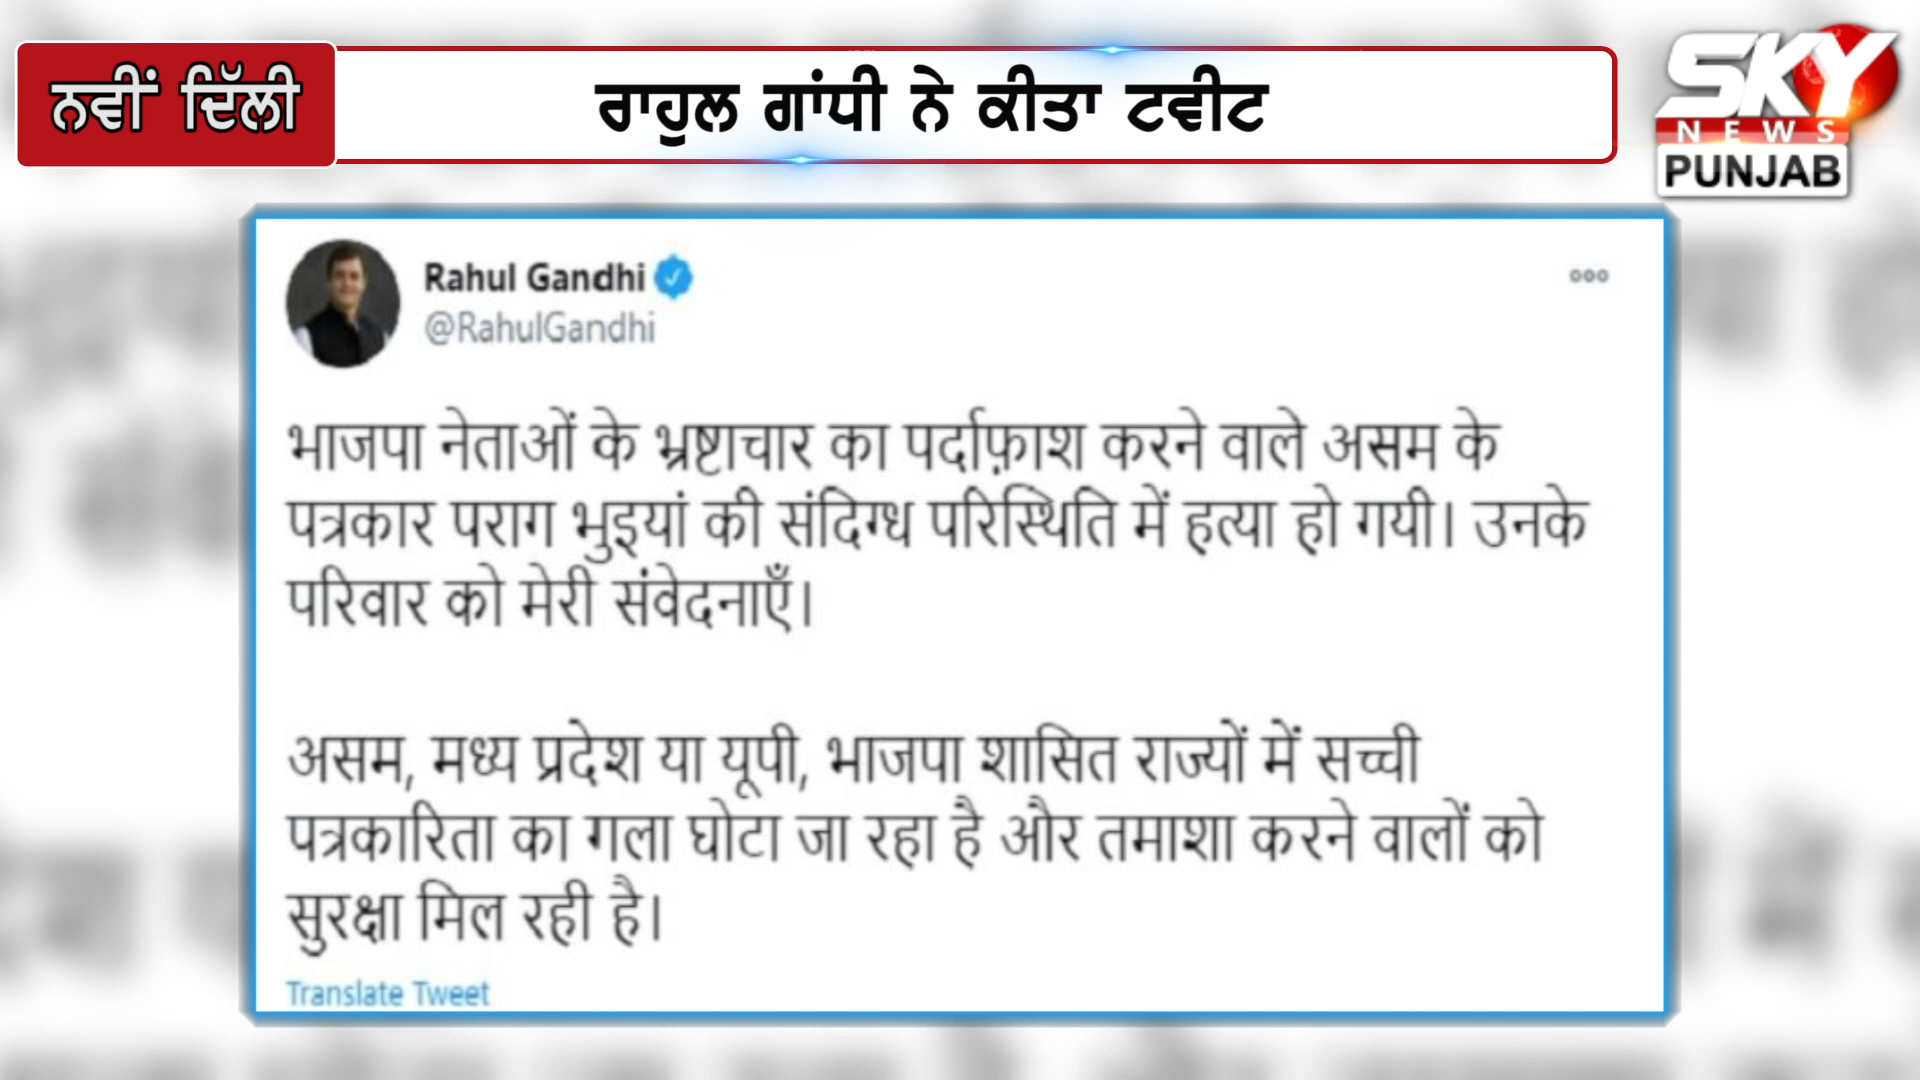 ਨਵੀਂ ਦਿੱਲੀ
ਰਾਹੁਲ ਗਾਂਧੀ ਨੇ ਕੀਤਾ ਟਵੀਟ
SKY
NEWS
PUNJAB
Rahul Gandhi
@RahulGandhi
भाजपा नेताओं के भ्रष्टाचार का पर्दाफ़ाश करने वाले असम के
पत्रकार पराग भुइयां की संदिग्ध परिस्थिति में हत्या हो गयी। उनके
परिवार को मेरी संवेदनाएँ।
असम, मध्य प्रदेश या यूपी, भाजपा शासित राज्यों में सच्ची
पत्रकारिता का गला घोटा जा रहा है और तमाशा करने वालों को
सुरक्षा मिल रही है।
Translate Tweet